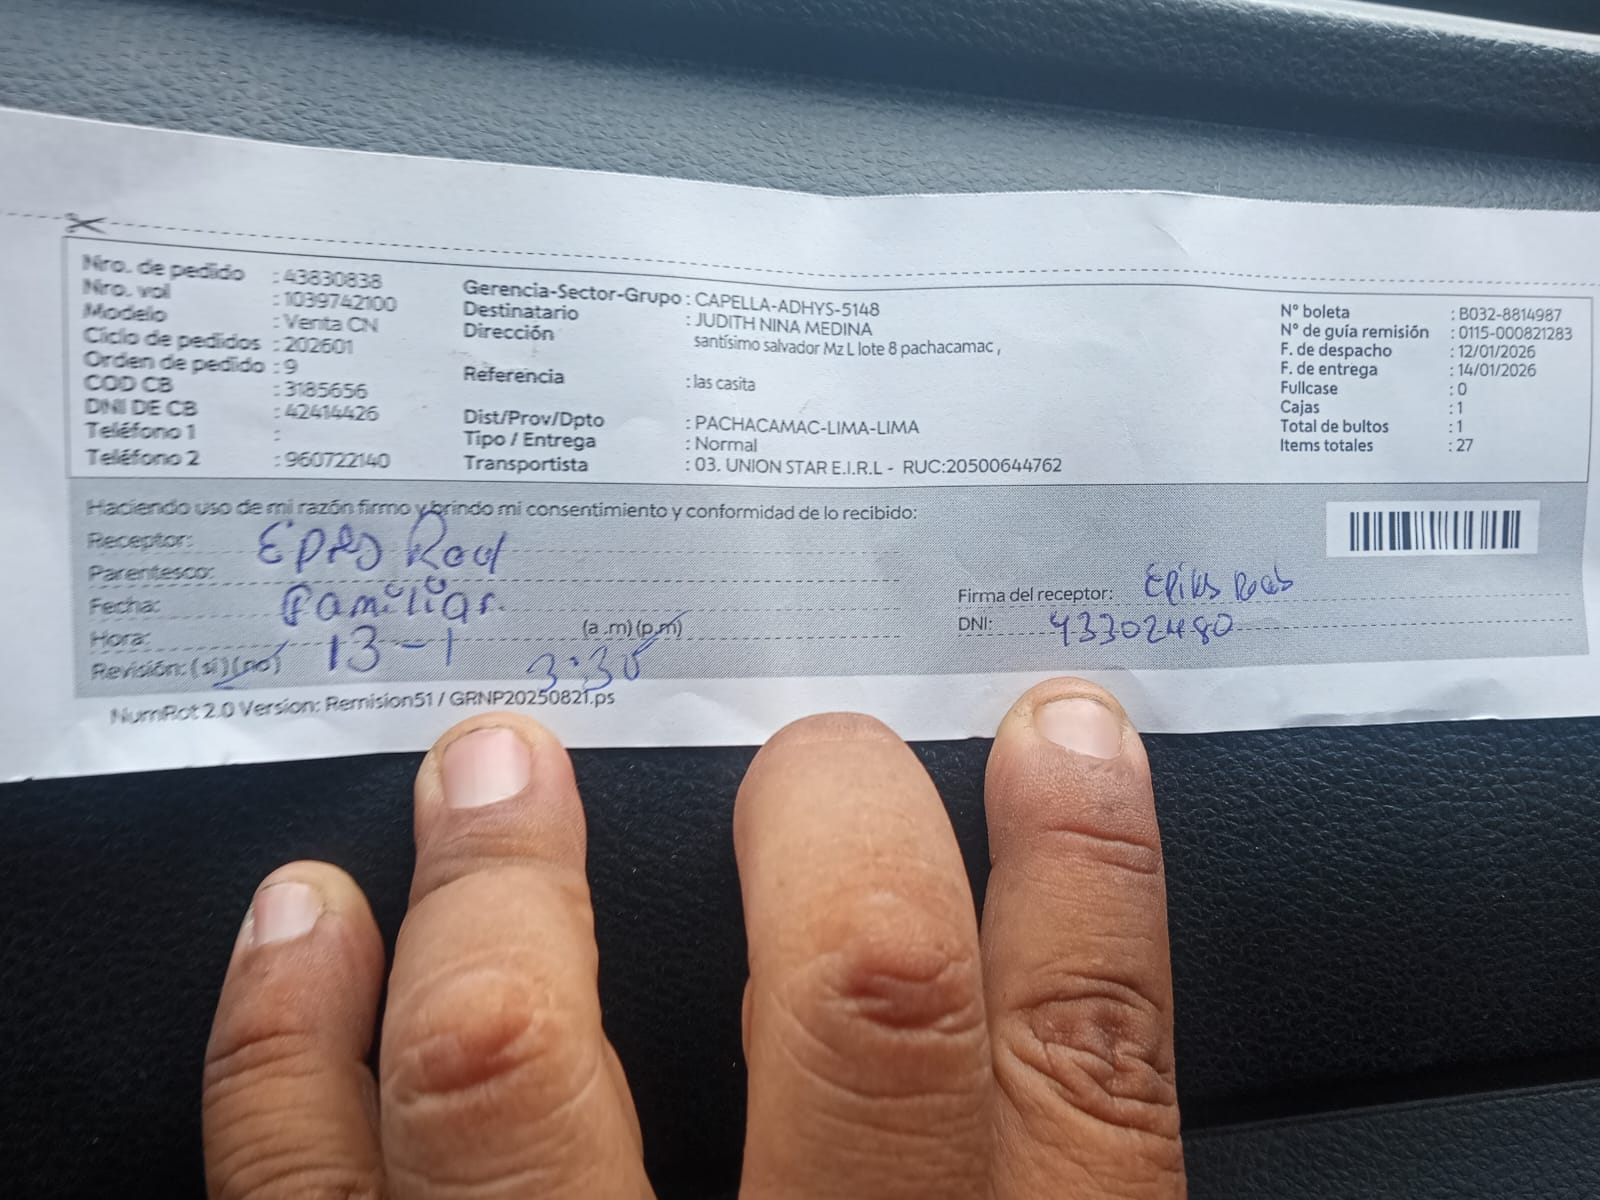 Nro. de pedido : 43830838
Nro. vol : 1039742100
Modelo : Venta CN
Ciclo de pedidos : 202601
Orden de pedido : 9
COD CB : 3185656
DNI DE CB : 42414426
Teléfono 1 :
Teléfono 2 : 960722140
Gerencia-Sector-Grupo : CAPELLA-ADHYS-5148
Destinatario : JUDITH NINA MEDINA
Dirección santísimo salvador Mz L lote 8 pachacamac ,
Referencia : las casita
Dist/Prov/Dpto : PACHACAMAC-LIMA-LIMA
Tipo / Entrega : Normal
Transportista : 03. UNION STAR E.I.R.L - RUC:20500644762
N° boleta : B032-8814987
N° de guía remisión : 0115-000821283
F. de despacho : 12/01/2026
F. de entrega : 14/01/2026
Fullcase : 0
Cajas : 1
Total de bultos : 1
Items totales : 27
Haciendo uso de mi razón firmo y brindo mi consentimiento y conformidad de lo recibido:
Receptor:
Parentesco: Familiar.
Fecha: 13-1
Hora: 3:30 (a .m) (p.m)
Revisión: (si) (no)
Firma del receptor:
DNI: 43302480
NumRot 2.0 Version: Remision51 / GRNP20250821.ps